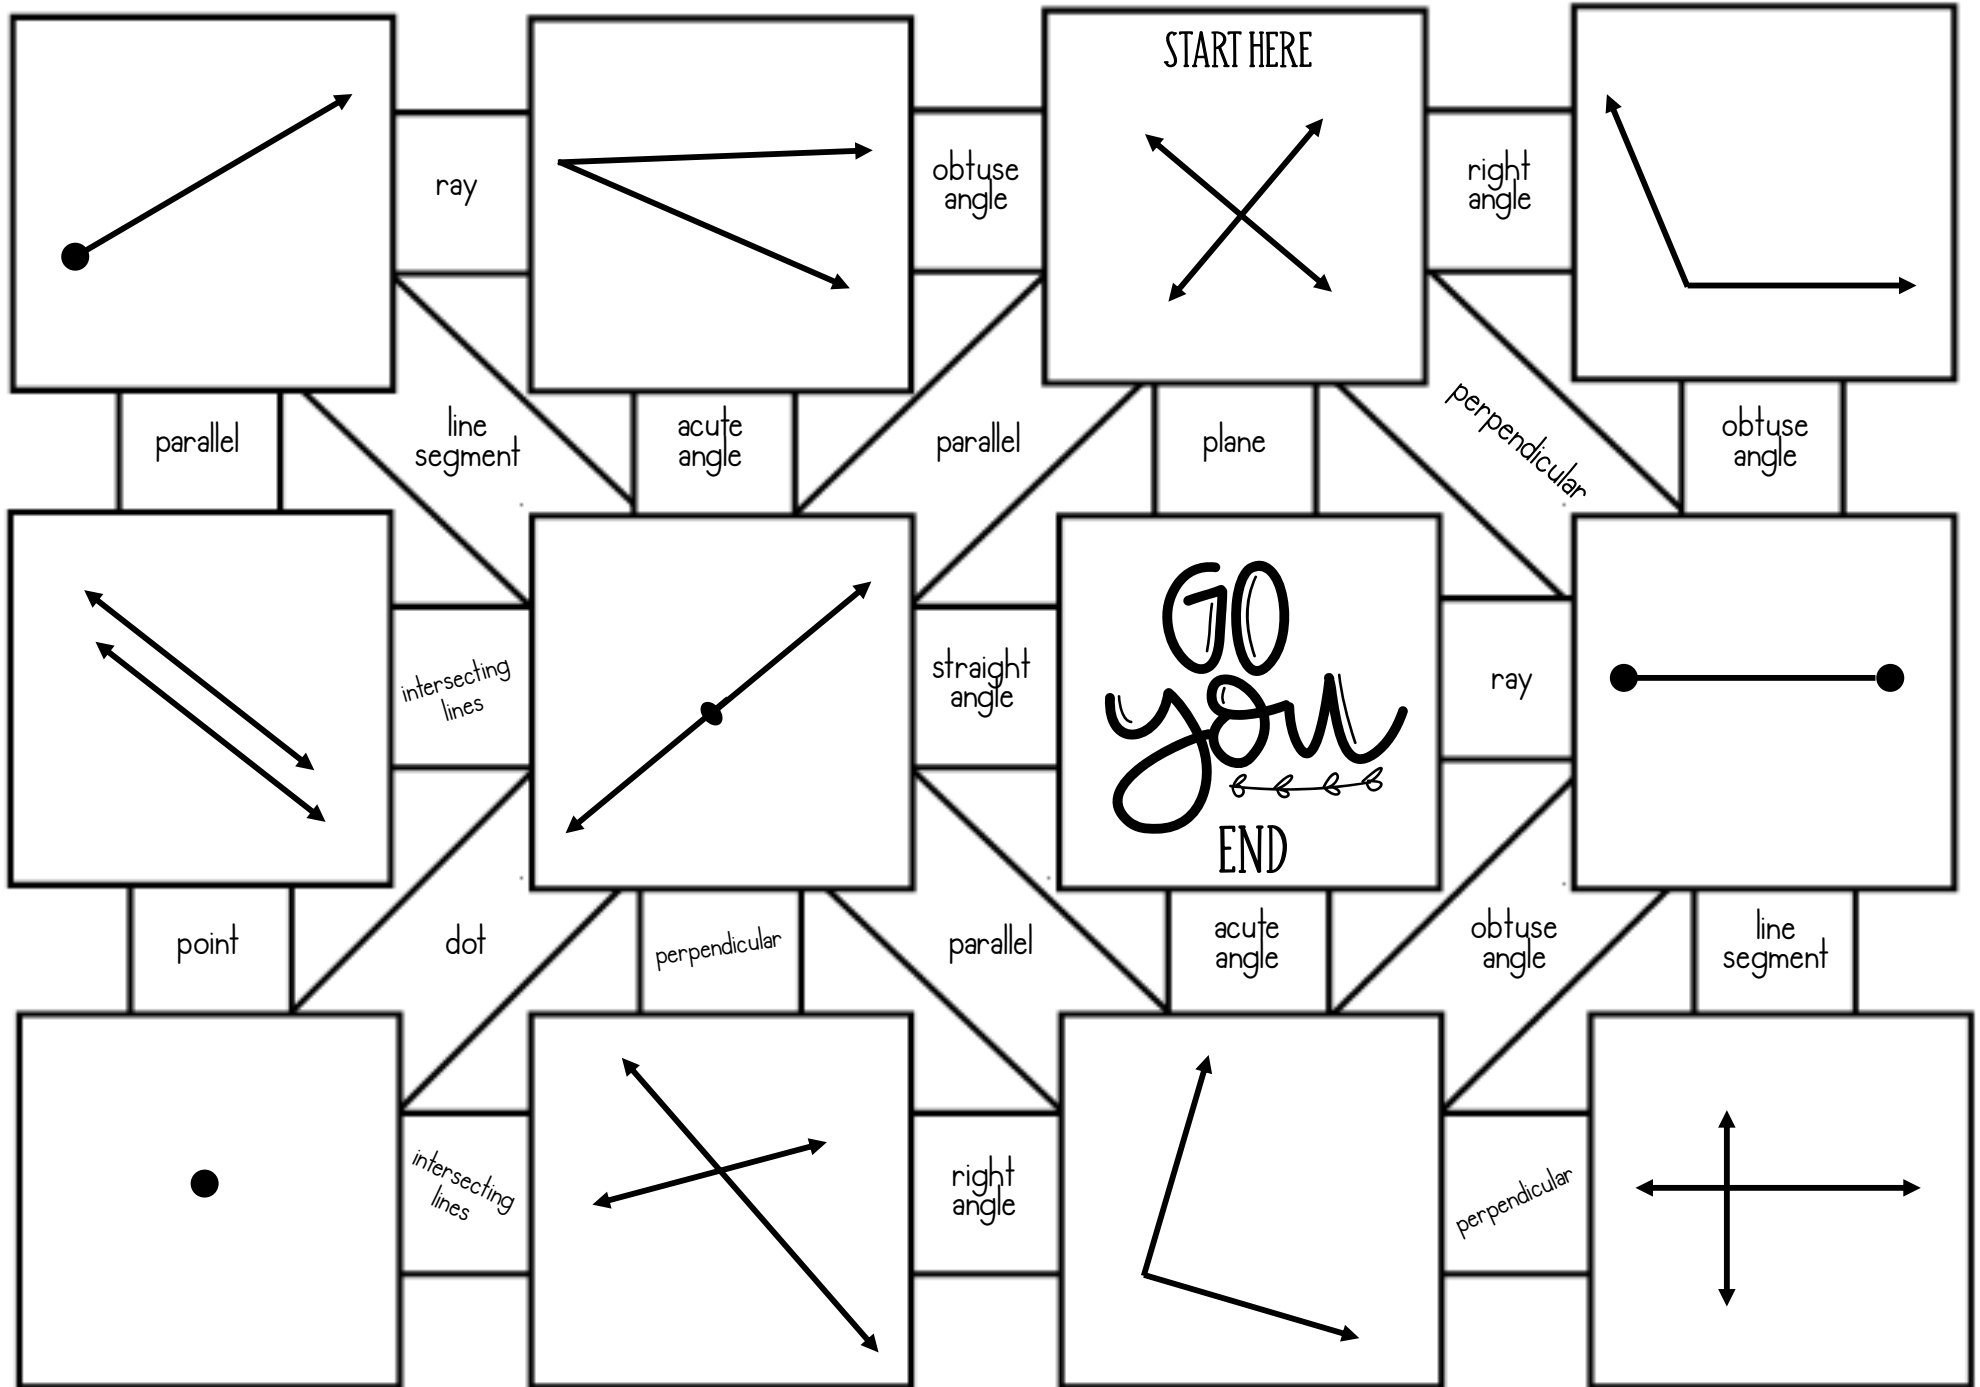 START HERE
ray
obtuse
angle
right
angle
parallel
line
segment
acute
angle
parallel
plane
perpendicular
obtuse
angle
intersecting
lines
straight
angle
GO
you
END
ray
point
dot
perpendicular
parallel
acute
angle
obtuse
angle
line
segment
intersecting
lines
right
angle
perpendicular